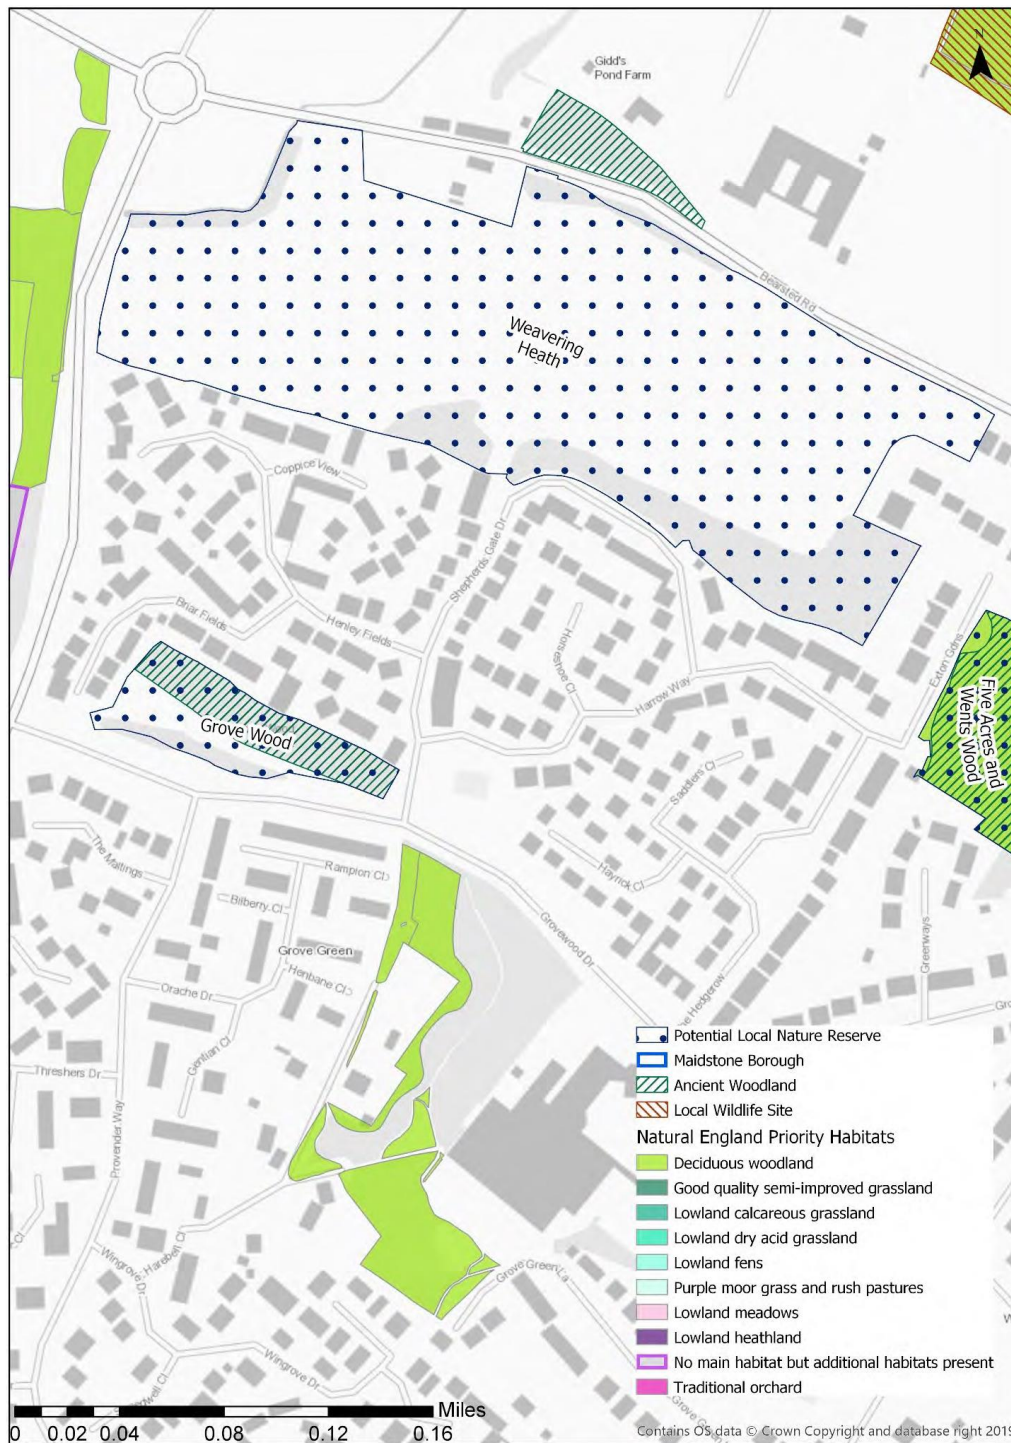 N
Gidd's
Pond Farm
Bearsted Rd
Weavering
Heath
Coppice View
Shepherds Gate Dr
Briar Fields
Henley Fields
Horseshoe Cl
Harrow Way
Exton Gdns
Five Acres and
Wents Wood
Grove Wood
Saddlers Cl
The Maltings
Rampion Cl
Hayrick Cl
Bilberry Cl
Grovewood Dr
Greenways
Grove Green
Henbane Cl
Orache Dr
Hedgerow
Gentian Cl
Threshers Dr
Provender Way
Harebell Cl
Wingrove Dr
Grove Green La
Wingrove Dr
Grove Green
Potential Local Nature Reserve
Maidstone Borough
Ancient Woodland
Local Wildlife Site
Natural England Priority Habitats
Deciduous woodland
Good quality semi-improved grassland
Lowland calcareous grassland
Lowland dry acid grassland
Lowland fens
Purple moor grass and rush pastures
Lowland meadows
Lowland heathland
No main habitat but additional habitats present
Traditional orchard
Miles
0 0.02 0.04 0.08 0.12 0.16
Contains OS data © Crown Copyright and database right 2019